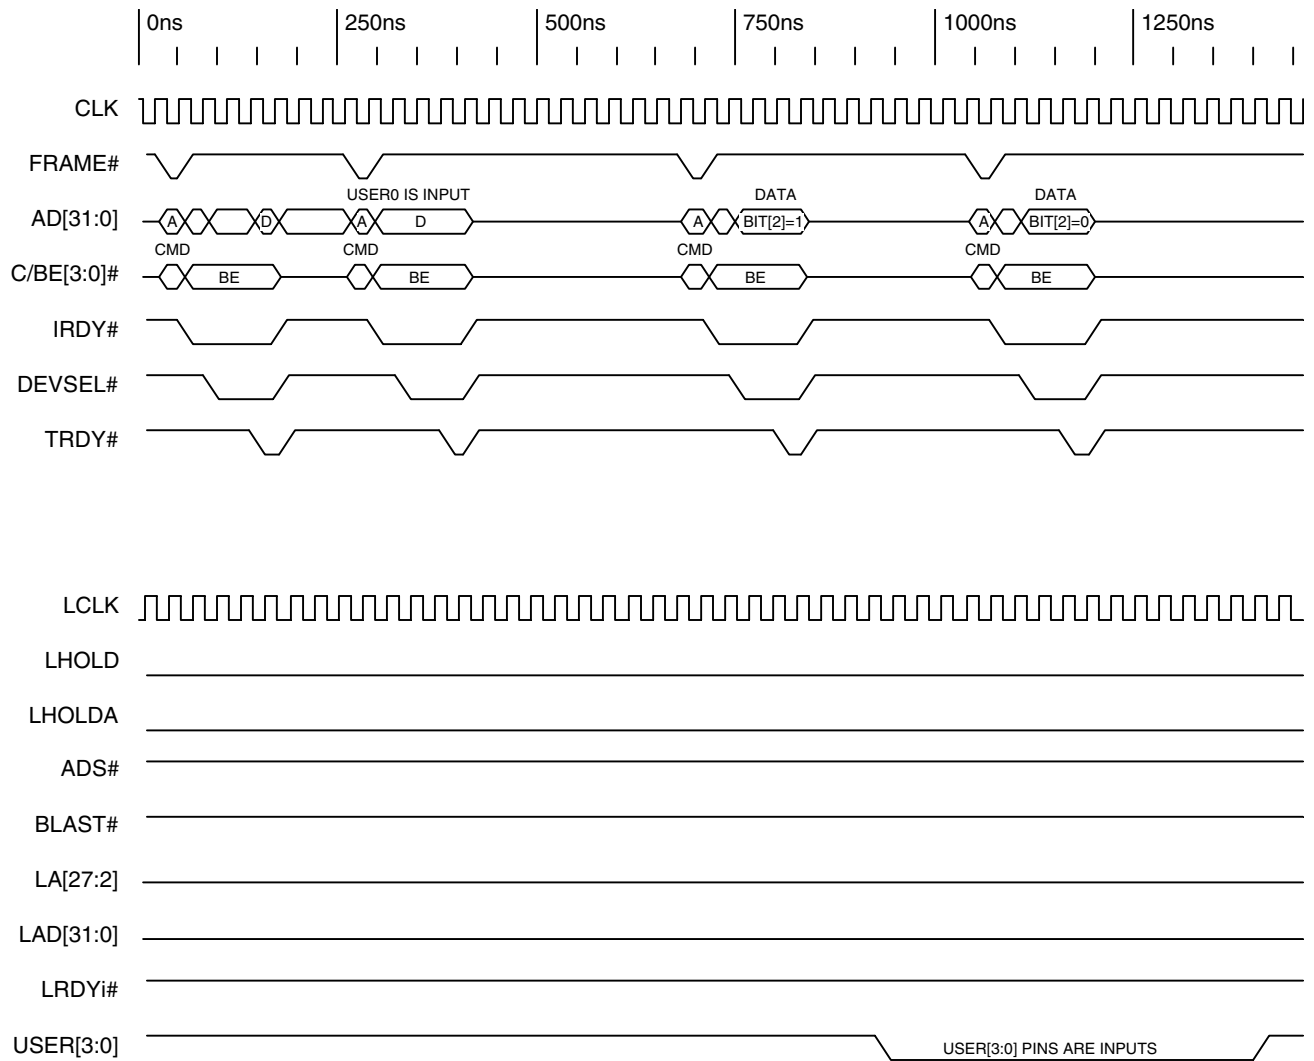 0ns 250ns 500ns 750ns 1000ns 1250ns
CLK
FRAME#
USER0 IS INPUT DATA DATA
AD[31:0] A D A D A BIT[2]=1 A BIT[2]=0
CMD CMD CMD CMD
C/BE[3:0]# BE BE BE BE
IRDY#
DEVSEL#
TRDY#
LCLK
LHOLD
LHOLDA
ADS#
BLAST#
LA[27:2]
LAD[31:0]
LRDYi#
USER[3:0] USER[3:0] PINS ARE INPUTS